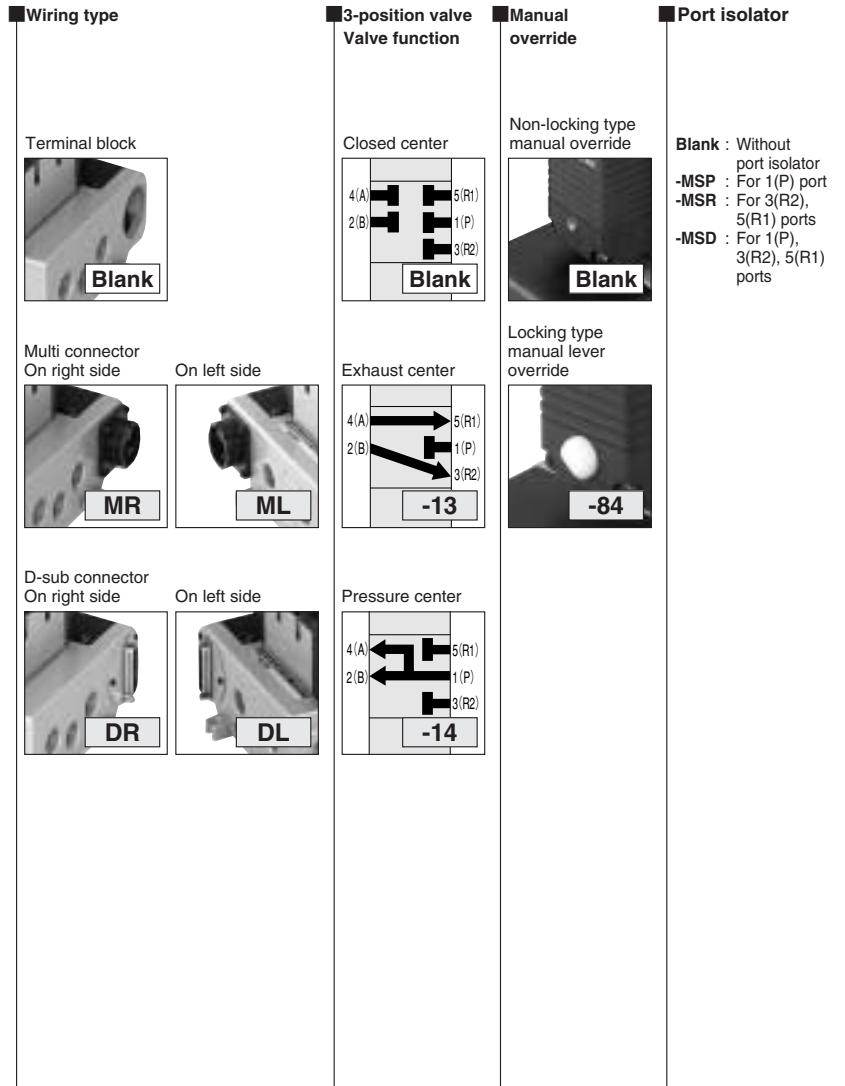 Wiring type
Terminal block
Blank
Multi connector
On right side
On left side
MR
ML
D-sub connector
On right side
On left side
DR
DL
3-position valve
Valve function
Closed center
4(A)
2(B)
5(R1)
1(P)
3(R2)
Blank
Exhaust center
4(A)
2(B)
5(R1)
1(P)
3(R2)
-13
Pressure center
4(A)
2(B)
5(R1)
1(P)
3(R2)
-14
Manual
override
Non-locking type
manual override
Blank
Locking type
manual lever
override
-84
Port isolator
Blank : Without
port isolator
-MSP : For 1(P) port
-MSR : For 3(R2),
5(R1) ports
-MSD : For 1(P),
3(R2), 5(R1)
ports